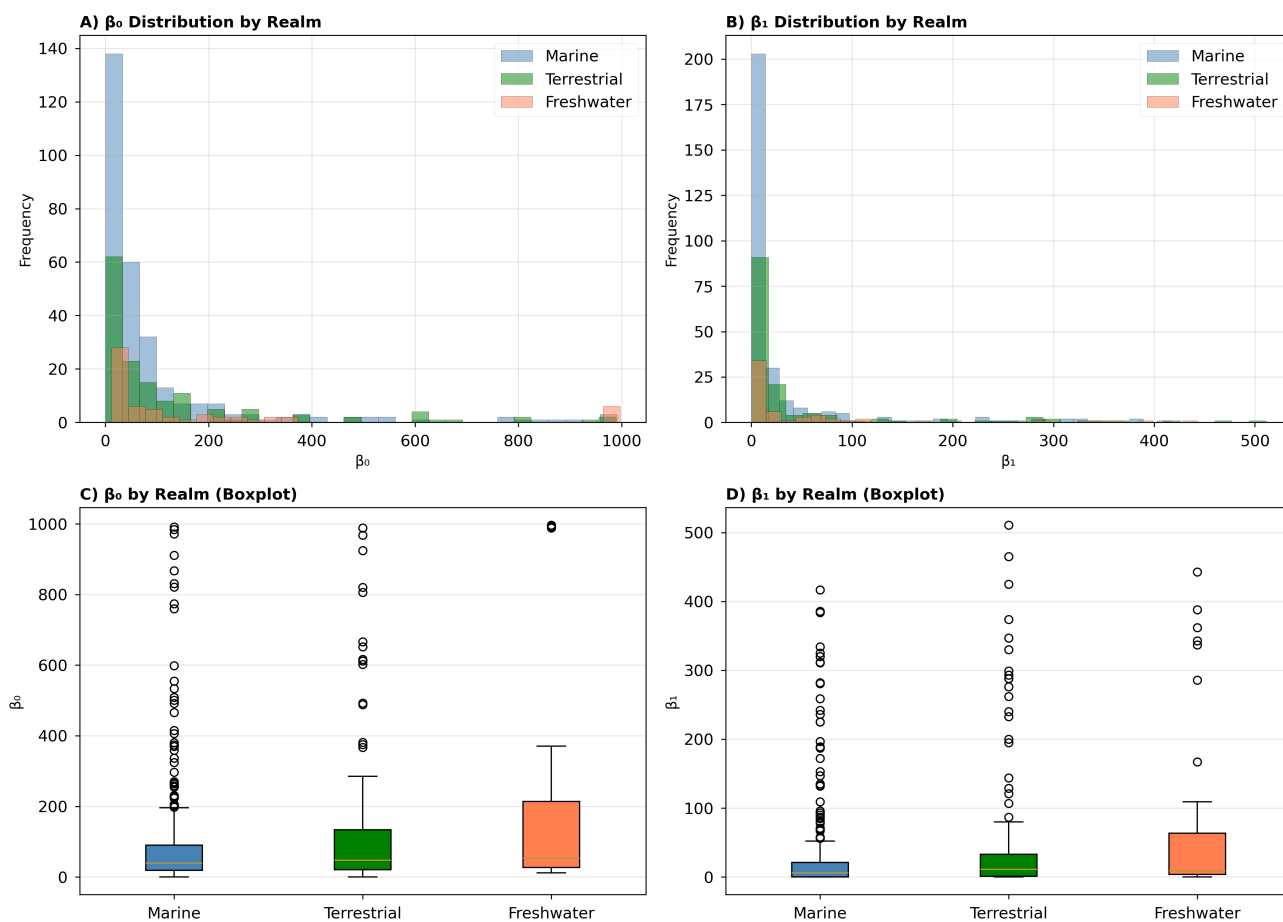 A) β₀ Distribution by Realm
140
120
100
80
60
40
20
0
Frequency
0 200 400 600 800 1000
β₀
Marine
Terrestrial
Freshwater
B) β₁ Distribution by Realm
200
175
150
125
100
75
50
25
0
Frequency
0 100 200 300 400 500
β₁
Marine
Terrestrial
Freshwater
C) β₀ by Realm (Boxplot)
1000
800
600
400
200
0
β₀
Marine Terrestrial Freshwater
D) β₁ by Realm (Boxplot)
500
400
300
200
100
0
β₁
Marine Terrestrial Freshwater